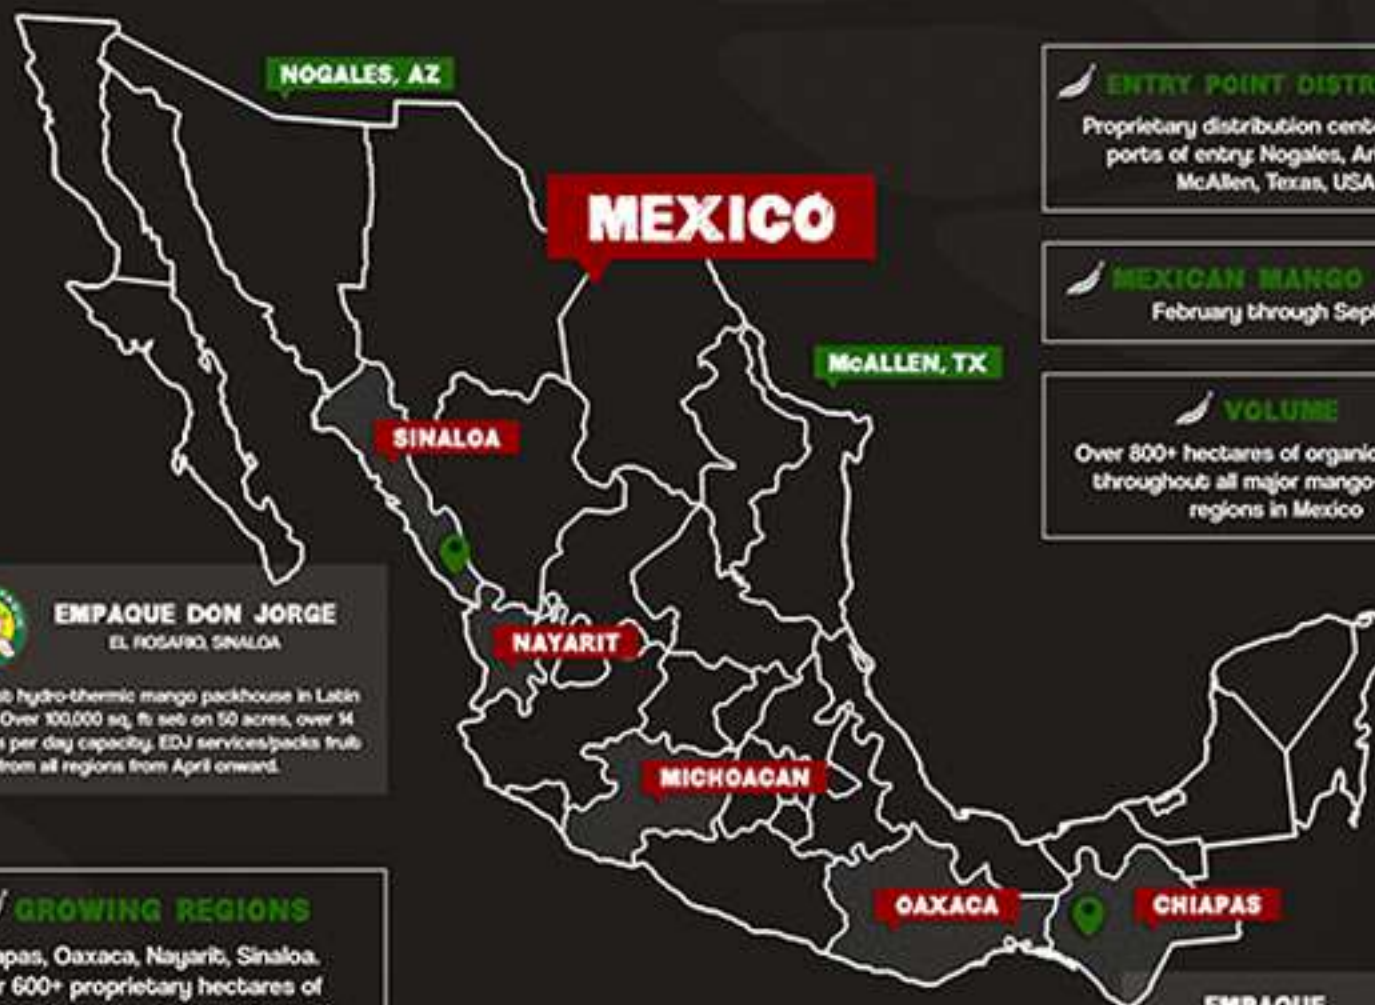 NOGALES, AZ
MEXICO
McALLEN, TX
SINALOA
NAYARIT
MICHOACAN
OAXACA
CHIAPAS
ENTRY POINT DISTR
Proprietary distribution cent
ports of entry: Nogales, Ar
McAllen, Texas, USA
MEXICAN MANGO
February through Sep
VOLUME
Over 800+ hectares of organic
throughout all major mango-
regions in Mexico
EMPAQUE DON JORGE
EL ROSARIO, SINALOA
hydro-thermic mango packhouse in Latin
Over 100,000 sq. ft set on 50 acres, over 14
per day capacity. EDJ services/packs fruit
from all regions from April onward.
GROWING REGIONS
apas, Oaxaca, Nayarit, Sinaloa.
r 600+ proprietary hectares of
EMPAQUE